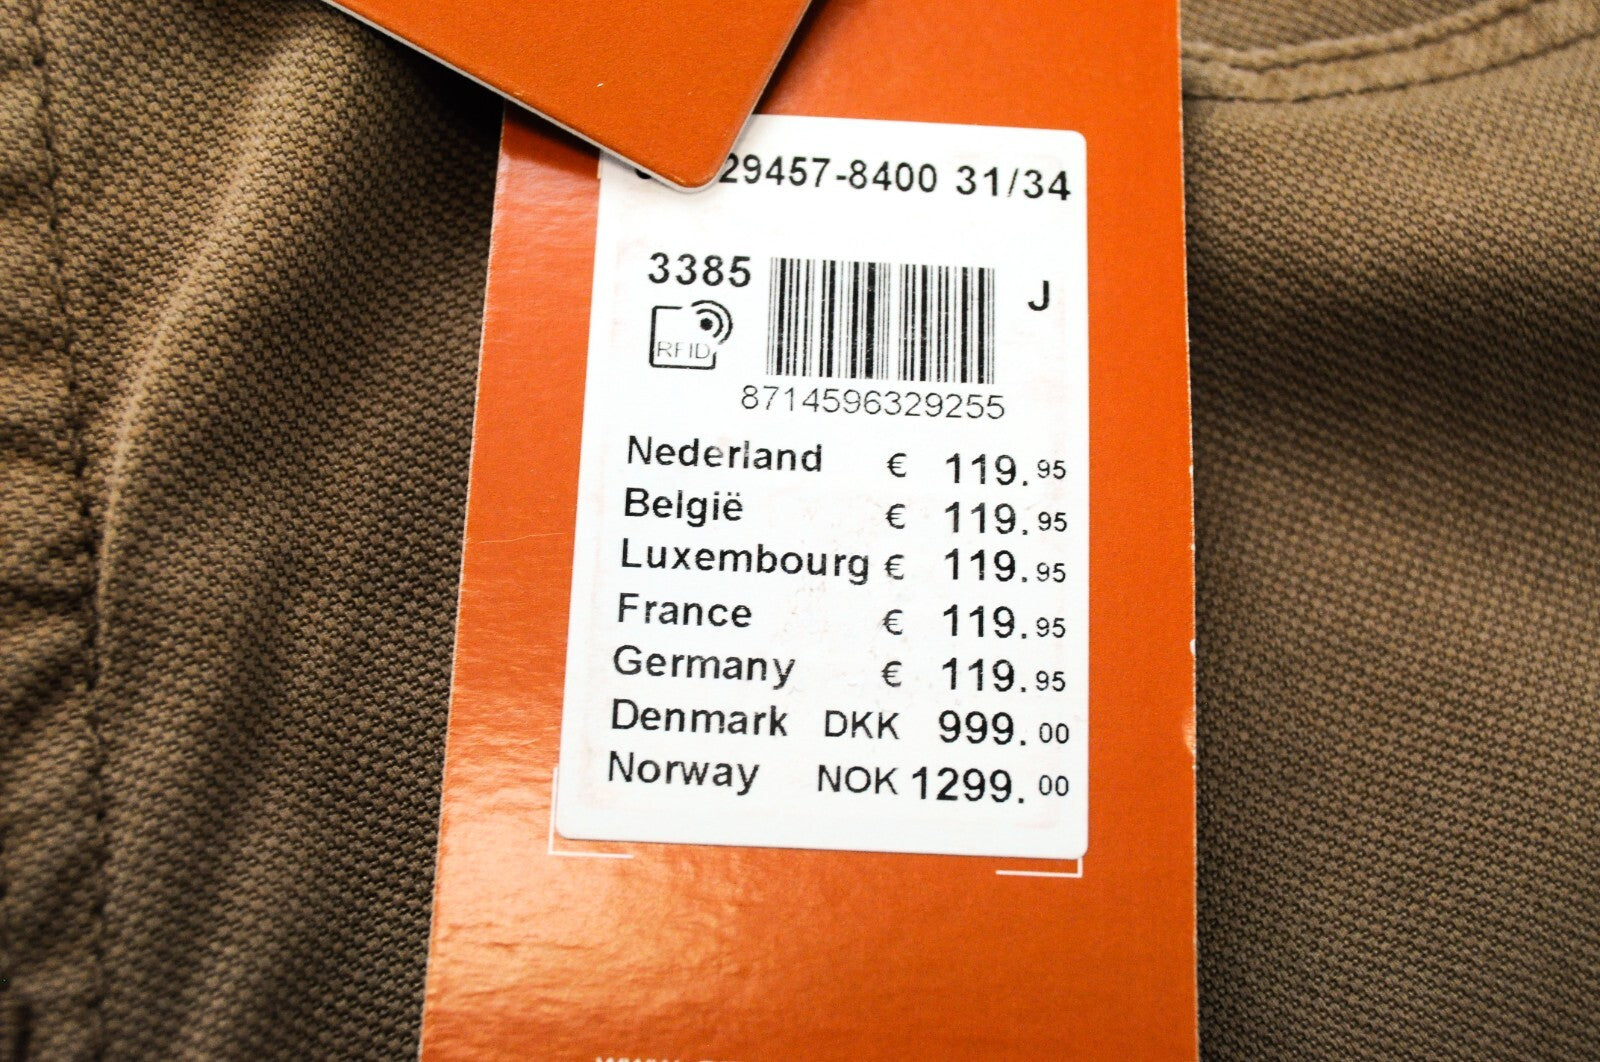 29457-8400 31/34
3385 J
RFID
8714596329255
Nederland € 119.95
België € 119.95
Luxembourg € 119.95
France € 119.95
Germany € 119.95
Denmark DKK 999.00
Norway NOK 1299.00